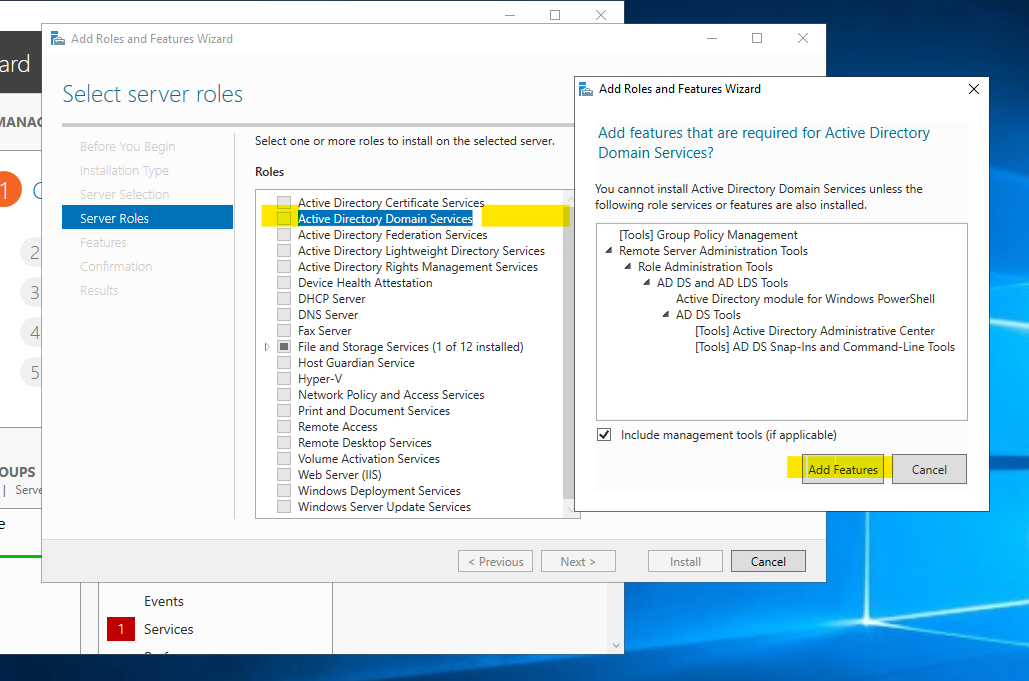 Add Roles and Features Wizard
Select server roles
Before You Begin
Installation Type
Server Selection
Server Roles
Features
Confirmation
Results
Select one or more roles to install on the selected server.
Roles
Active Directory Certificate Services
Active Directory Domain Services
Active Directory Federation Services
Active Directory Lightweight Directory Services
Active Directory Rights Management Services
Device Health Attestation
DHCP Server
DNS Server
Fax Server
File and Storage Services (1 of 12 installed)
Host Guardian Service
Hyper-V
Network Policy and Access Services
Print and Document Services
Remote Access
Remote Desktop Services
Volume Activation Services
Web Server (IIS)
Windows Deployment Services
Windows Server Update Services
< Previous
Next >
Install
Cancel
Add Roles and Features Wizard
Add features that are required for Active Directory
Domain Services?
You cannot install Active Directory Domain Services unless the
following role services or features are also installed.
[Tools] Group Policy Management
Remote Server Administration Tools
Role Administration Tools
AD DS and AD LDS Tools
Active Directory module for Windows PowerShell
AD DS Tools
[Tools] Active Directory Administrative Center
[Tools] AD DS Snap-Ins and Command-Line Tools
Include management tools (if applicable)
Add Features
Cancel
ard
MANAG
1
2
3
4
5
OUPS
| Serve
e
Events
1 Services